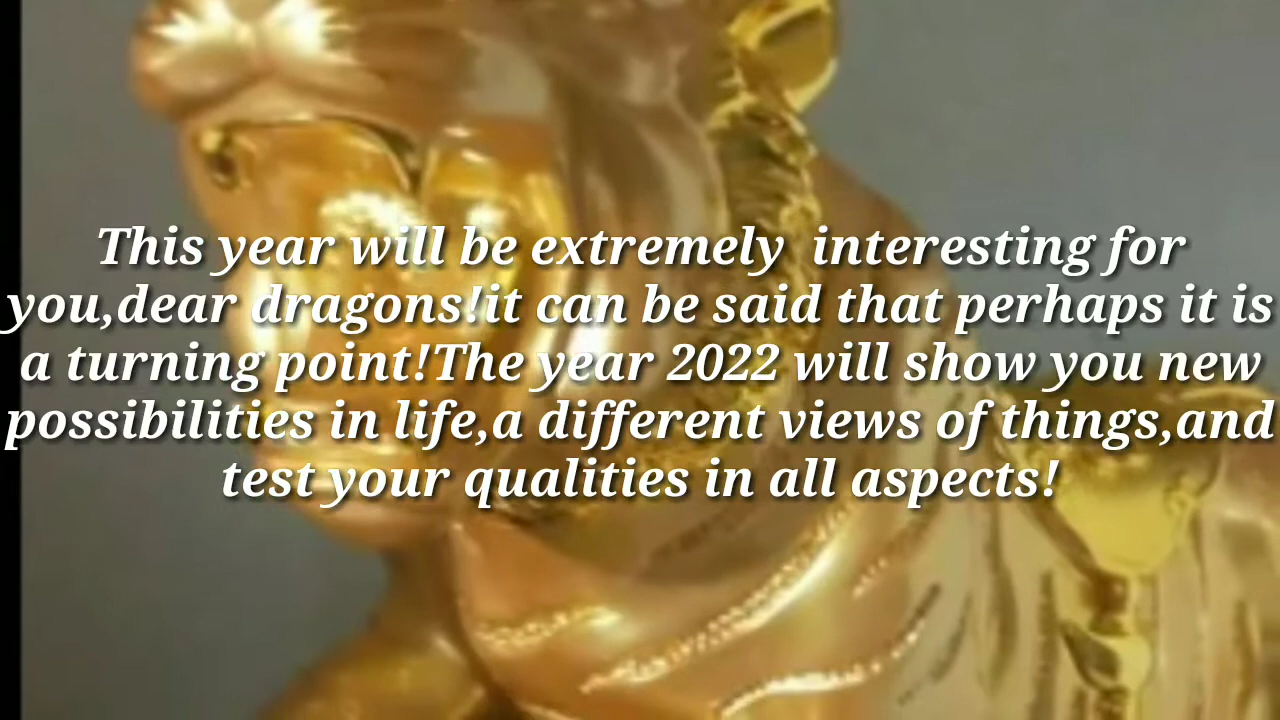 This year will be extremely  interesting for
you,dear dragons!it can be said that perhaps it is
a turning point!The year 2022 will show you new
possibilities in life,a different views of things,and
test your qualities in all aspects!